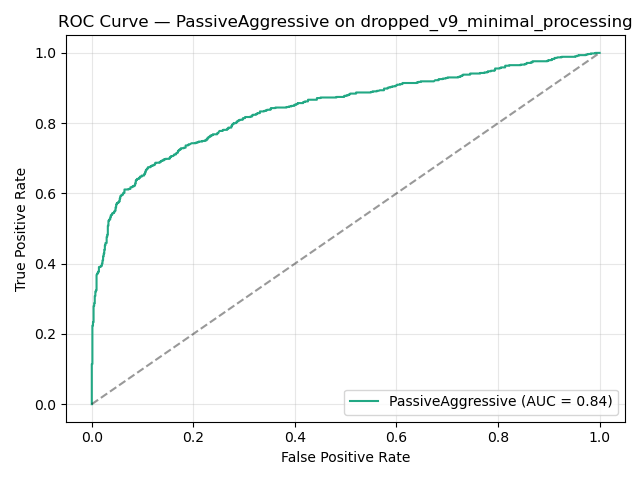 ROC Curve — PassiveAggressive on dropped_v9_minimal_processing
True Positive Rate
1.0
0.8
0.6
0.4
0.2
0.0
PassiveAggressive (AUC = 0.84)
0.0 0.2 0.4 0.6 0.8 1.0
False Positive Rate